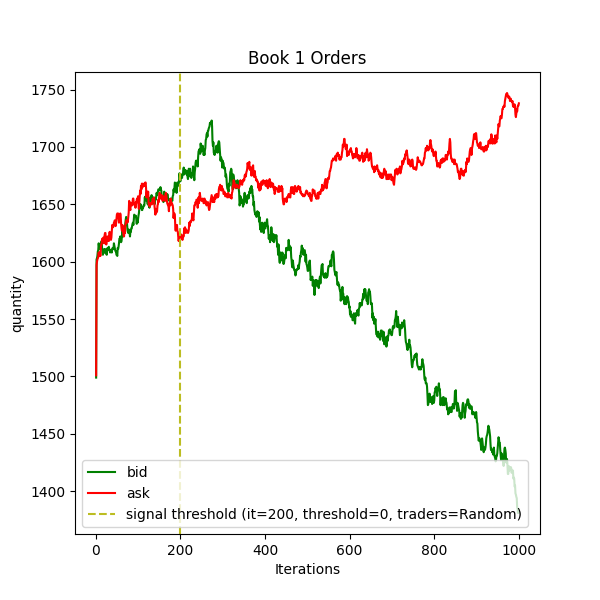 Book 1 Orders
1750
1700
1650
1600
1550
1500
1450
1400
quantity
bid
ask
signal threshold (it=200, threshold=0, traders=Random)
0 200 400 600 800 1000
Iterations